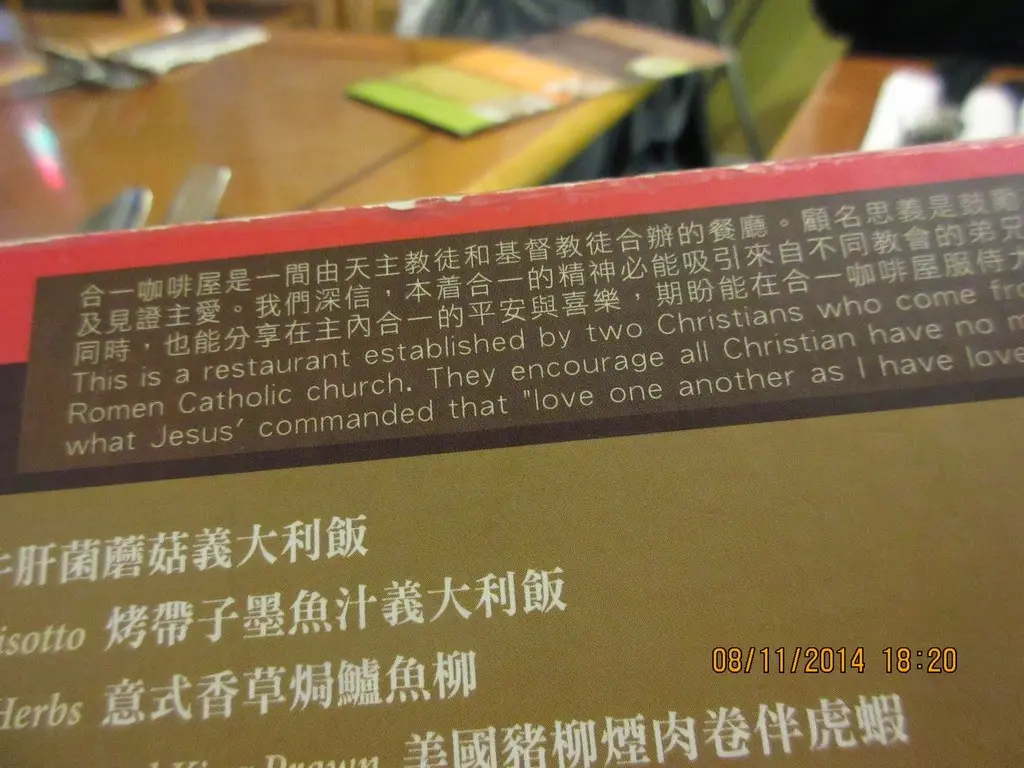 合一咖啡屋是一間由天主教徒和基督教徒合辦的餐廳。顧名思義是鼓勵
及見證主愛。我們深信，本着合一的精神必能吸引來自不同教會的弟兄
同時，也能分享在主內合一的平安與喜樂，期盼能在合一咖啡屋服侍
This is a restaurant established by two Christians who come fro
Romen Catholic church. They encourage all Christian have no m
what Jesus' commanded that "love one another as I have love
牛肝菌蘑菇義大利飯
isotto 烤帶子墨魚汁義大利飯
Herbs 意式香草焗鱸魚柳
King Prawn 美國豬柳煙肉卷伴虎蝦
08/11/2014 18:20